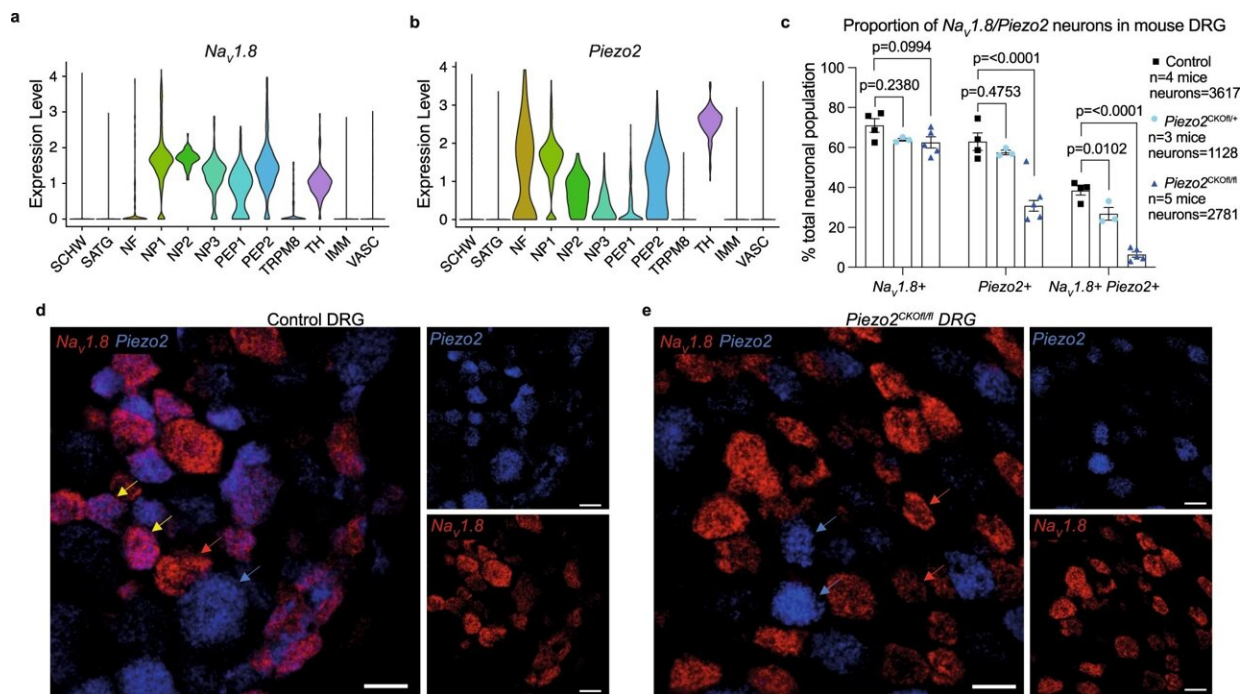 a
Nav1.8
Expression Level
4
3
2
1
0
SCHW
SATG
NF
NP1
NP2
NP3
PEP1
PEP2
TRPM8
TH
IMM
VASC
b
Piezo2
Expression Level
4
3
2
1
0
SCHW
SATG
NF
NP1
NP2
NP3
PEP1
PEP2
TRPM8
TH
IMM
VASC
c
Proportion of Nav1.8/Piezo2 neurons in mouse DRG
% total neuronal population
100
80
60
40
20
0
p=0.0994
p=0.2380
p=<0.0001
p=0.4753
p=<0.0001
p=0.0102
Nav1.8+
Piezo2+
Nav1.8+ Piezo2+
Control
n=4 mice
neurons=3617
Piezo2CKOfl/+
n=3 mice
neurons=1128
Piezo2CKOfl/fl
n=5 mice
neurons=2781
d
Control DRG
Nav1.8 Piezo2
Piezo2
Nav1.8
e
Piezo2CKOfl/fl DRG
Nav1.8 Piezo2
Piezo2
Nav1.8